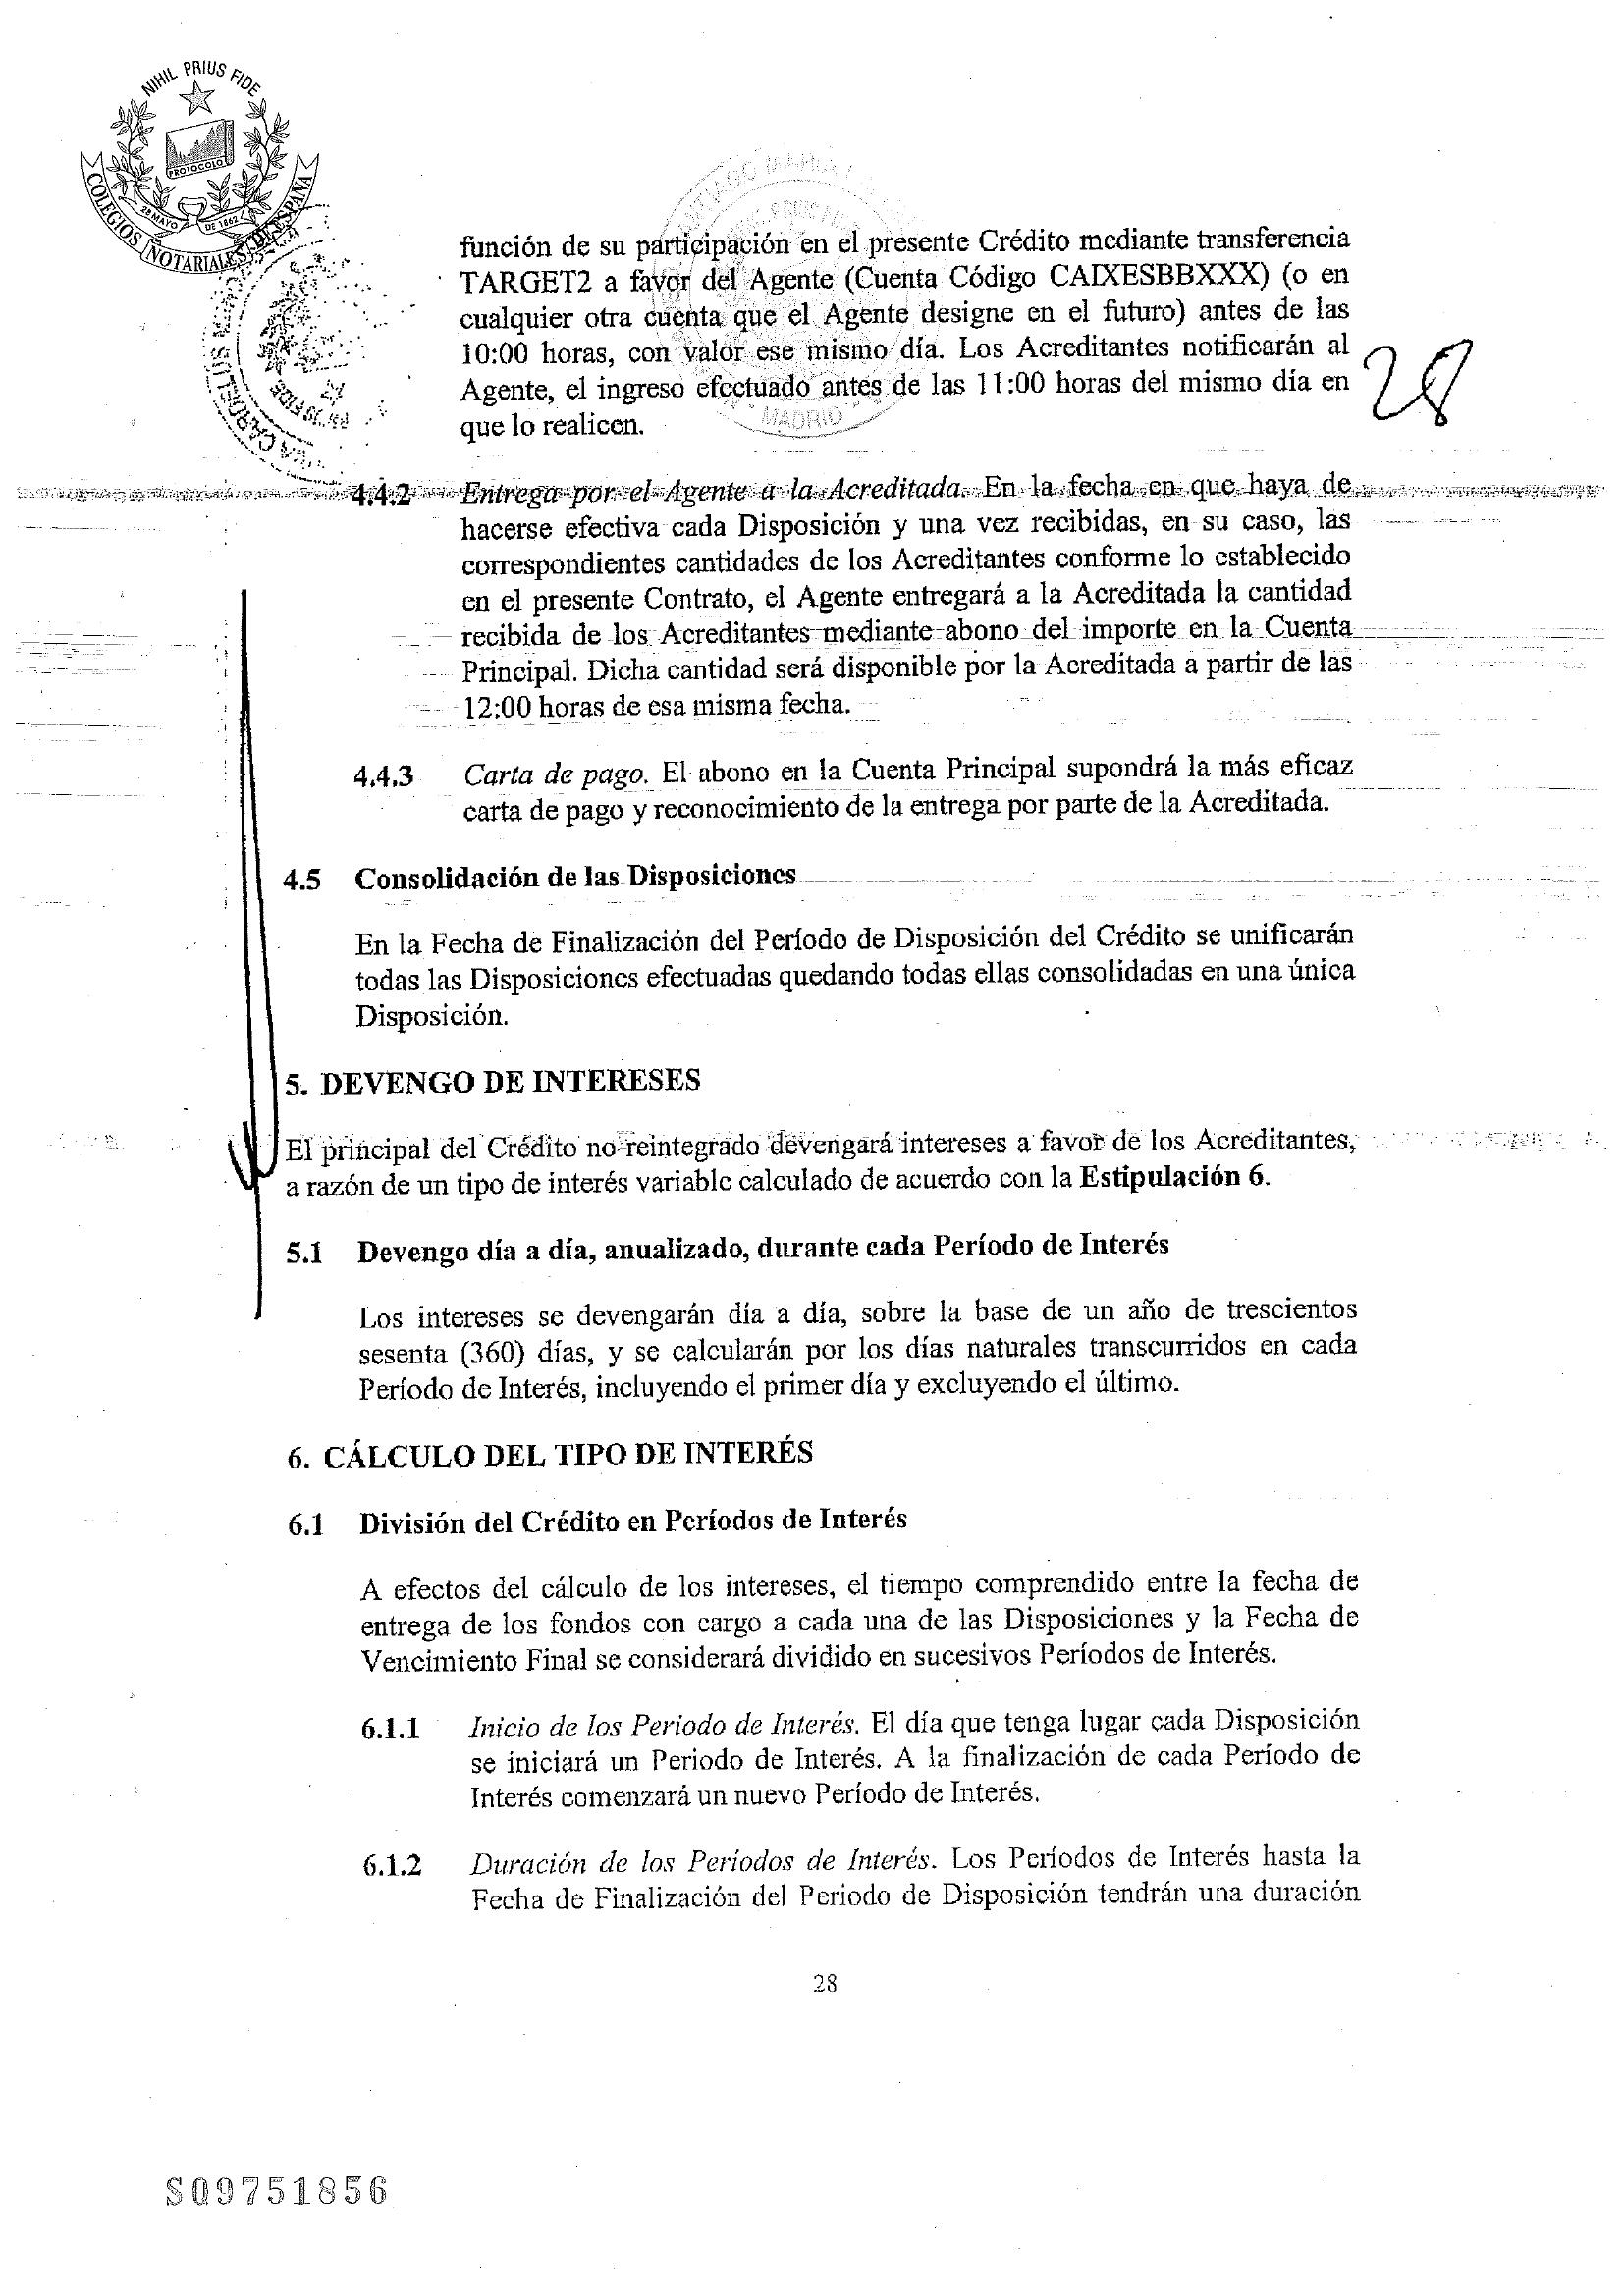 NIHIL PRIUS FIDE
PROTOCOLO
28 MAYO DE 1862
COLEGIOS NOTARIALES DE ESPAÑA
función de su participación en el presente Crédito mediante transferencia
TARGET2 a favor del Agente (Cuenta Código CAIXESBBXXX) (o en
cualquier otra cuenta que el Agente designe en el futuro) antes de las
10:00 horas, con valor ese mismo día. Los Acreditantes notificarán al
Agente, el ingreso efectuado antes de las 11:00 horas del mismo día en
que lo realicen.
MADRID
28
4.4.2 Entrega por el Agente a la Acreditada. En la fecha en que haya de
hacerse efectiva cada Disposición y una vez recibidas, en su caso, las
correspondientes cantidades de los Acreditantes conforme lo establecido
en el presente Contrato, el Agente entregará a la Acreditada la cantidad
recibida de los Acreditantes mediante abono del importe en la Cuenta
Principal. Dicha cantidad será disponible por la Acreditada a partir de las
12:00 horas de esa misma fecha.
4.4.3 Carta de pago. El abono en la Cuenta Principal supondrá la más eficaz
carta de pago y reconocimiento de la entrega por parte de la Acreditada.
4.5 Consolidación de las Disposiciones
En la Fecha de Finalización del Período de Disposición del Crédito se unificarán
todas las Disposiciones efectuadas quedando todas ellas consolidadas en una única
Disposición.
5. DEVENGO DE INTERESES
El principal del Crédito no reintegrado devengará intereses a favor de los Acreditantes,
a razón de un tipo de interés variable calculado de acuerdo con la Estipulación 6.
5.1 Devengo día a día, anualizado, durante cada Período de Interés
Los intereses se devengarán día a día, sobre la base de un año de trescientos
sesenta (360) días, y se calcularán por los días naturales transcurridos en cada
Período de Interés, incluyendo el primer día y excluyendo el último.
6. CÁLCULO DEL TIPO DE INTERÉS
6.1 División del Crédito en Períodos de Interés
A efectos del cálculo de los intereses, el tiempo comprendido entre la fecha de
entrega de los fondos con cargo a cada una de las Disposiciones y la Fecha de
Vencimiento Final se considerará dividido en sucesivos Períodos de Interés.
6.1.1 Inicio de los Periodo de Interés. El día que tenga lugar cada Disposición
se iniciará un Periodo de Interés. A la finalización de cada Período de
Interés comenzará un nuevo Período de Interés.
6.1.2 Duración de los Períodos de Interés. Los Períodos de Interés hasta la
Fecha de Finalización del Periodo de Disposición tendrán una duración
28
S09751856